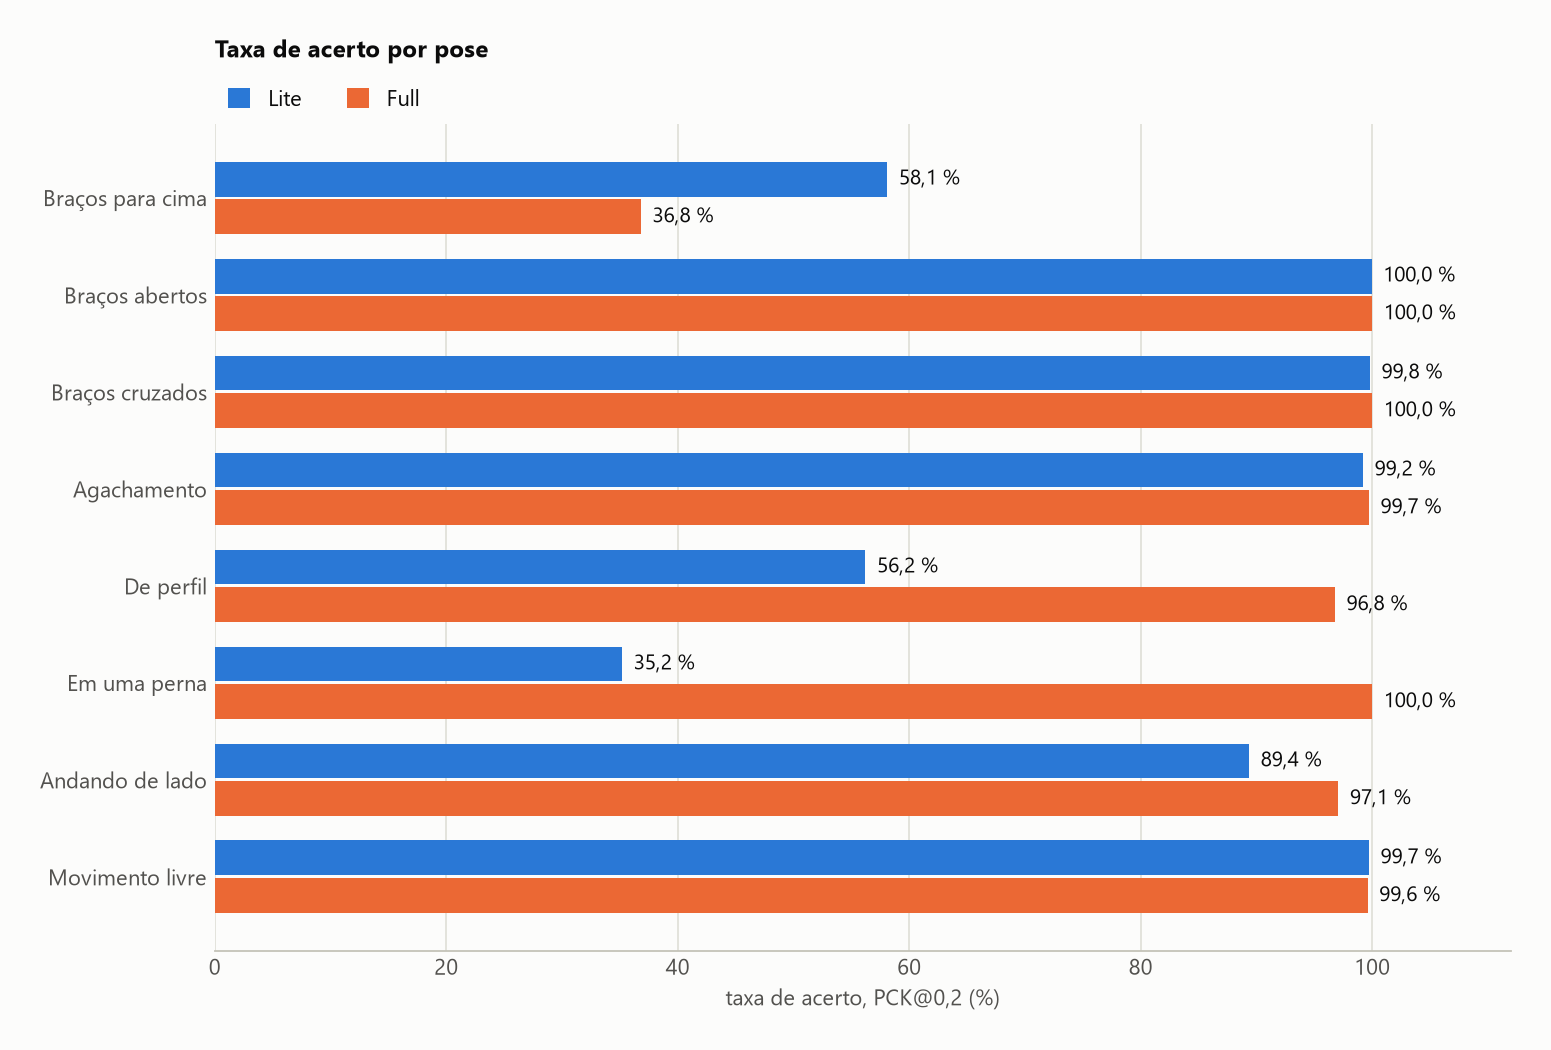 Taxa de acerto por pose
Lite Full
Braços para cima 58,1 %
36,8 %
Braços abertos 100,0 %
100,0 %
Braços cruzados 99,8 %
100,0 %
Agachamento 99,2 %
99,7 %
De perfil 56,2 %
96,8 %
Em uma perna 35,2 %
100,0 %
Andando de lado 89,4 %
97,1 %
Movimento livre 99,7 %
99,6 %
0 20 40 60 80 100
taxa de acerto, PCK@0,2 (%)